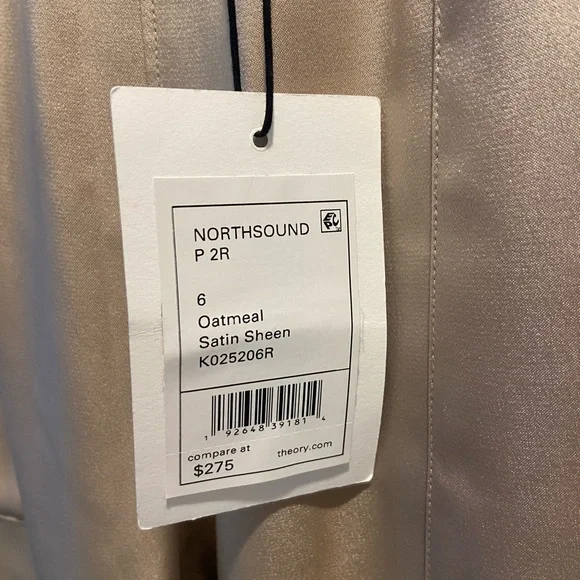 NORTHSOUND
P 2R
6
Oatmeal
Satin Sheen
K025206R
1 92648 39181 4
compare at
$275
theory.com